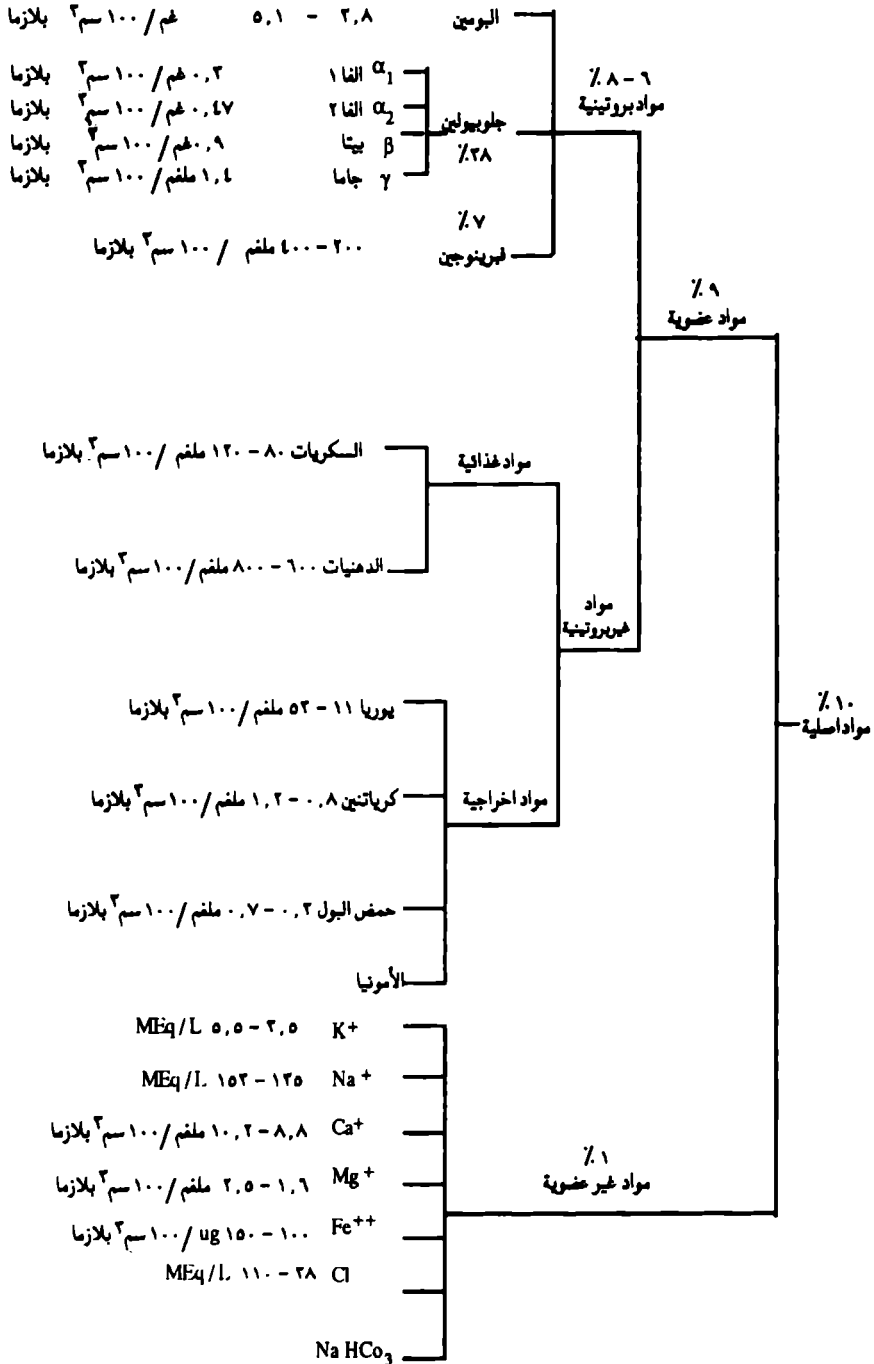 البومين ٣,٨ - ٥,١ غم/١٠٠ سم٣ بلازما
٦ - ٨ ٪
مواد بروتينية
الفا ١ α1 ٠,٣ غم/١٠٠ سم٣ بلازما
الفا ٢ α2 ٠,٤٧ غم/١٠٠ سم٣ بلازما
بيتا β ٠,٩ غم/١٠٠ سم٣ بلازما
جاما γ ١,٤ ملغم/١٠٠ سم٣ بلازما
جلوبيولين
٣٨٪
٧٪
فبرينوجين ٢٠٠ - ٤٠٠ ملغم / ١٠٠ سم٣ بلازما
٩٪
مواد عضوية
السكريات ٨٠ - ١٢٠ ملغم /١٠٠ سم٣ بلازما
مواد غذائية
الدهنيات ٦٠٠ - ٨٠٠ ملغم/١٠٠ سم٣ بلازما
مواد
غيربروتينية
يوريا ١١ - ٥٣ ملغم/١٠٠ سم٣ بلازما
١٠٪
مواد اصلية
كرياتنين ٠,٨ - ١,٢ ملغم/١٠٠ سم٣ بلازما
مواد اخراجية
حمض البول ٠,٣ - ٠,٧ ملغم/١٠٠ سم٣ بلازما
الأمونيا
K+ ٣,٥ - ٥,٥ MEq/L
Na+ ١٣٥ - ١٥٣ MEq/L
Ca+ ٨,٨ - ١٠,٢ ملغم/١٠٠ سم٣ بلازما
Mg+ ١,٦ - ٢,٥ ملغم/١٠٠ سم٣ بلازما
١٪
مواد غير عضوية
Fe++ ١٠٠ - ١٥٠ ug /١٠٠ سم٣ بلازما
Cl ٣٨ - ١١٠ MEq/L
Na HCo3